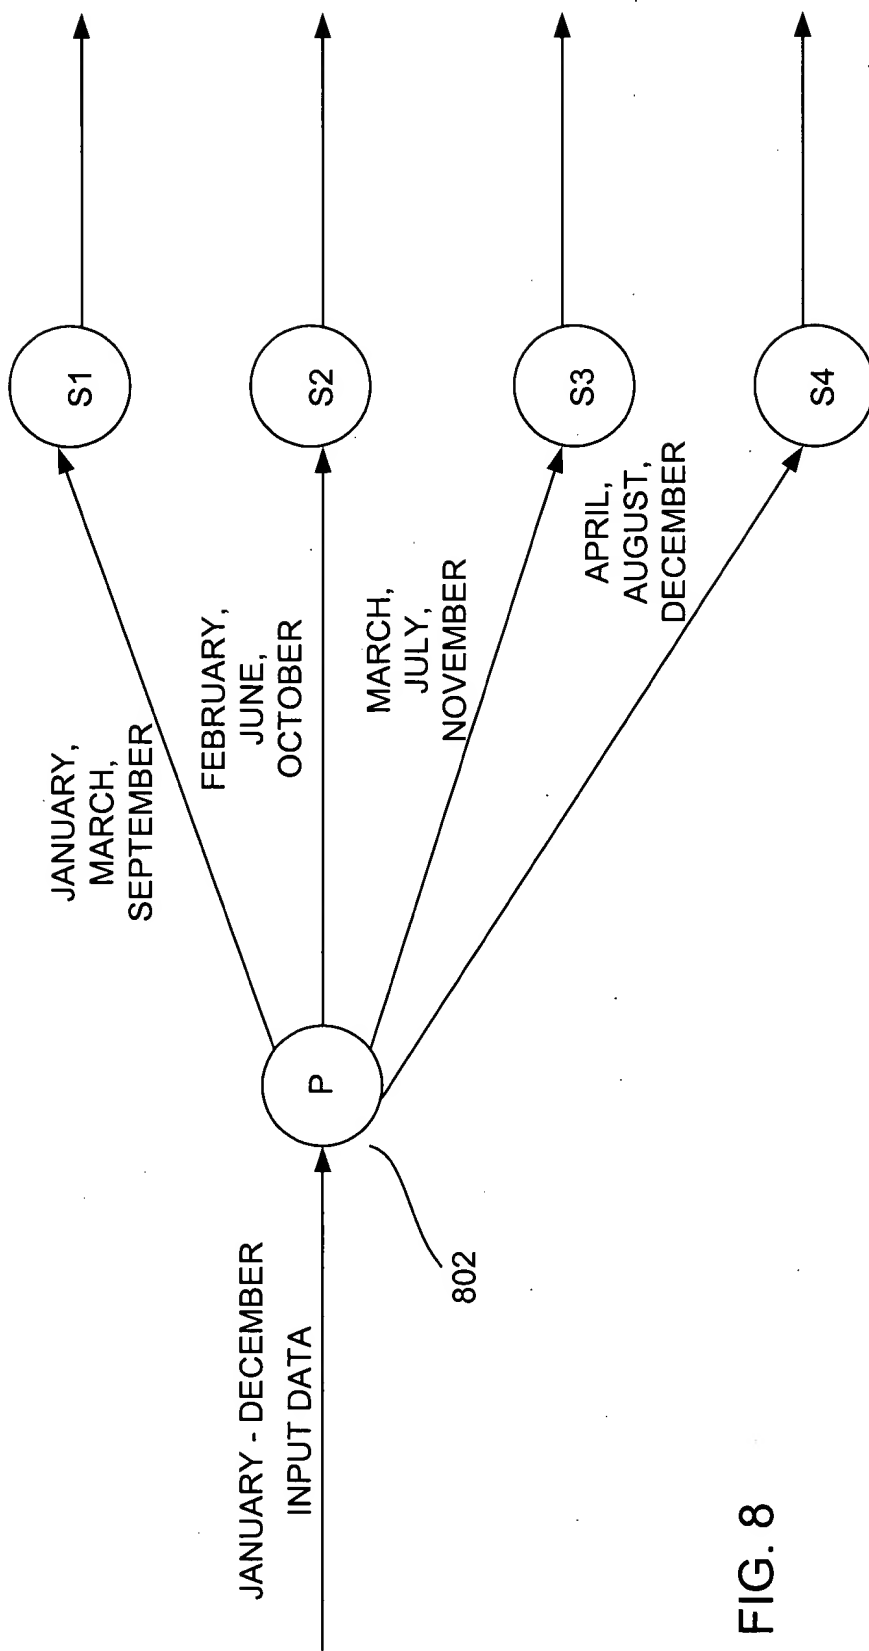 JANUARY - DECEMBER
INPUT DATA
802
P
JANUARY,
MARCH,
SEPTEMBER
FEBRUARY,
JUNE,
OCTOBER
MARCH,
JULY,
NOVEMBER
APRIL,
AUGUST,
DECEMBER
S1
S2
S3
S4
FIG. 8